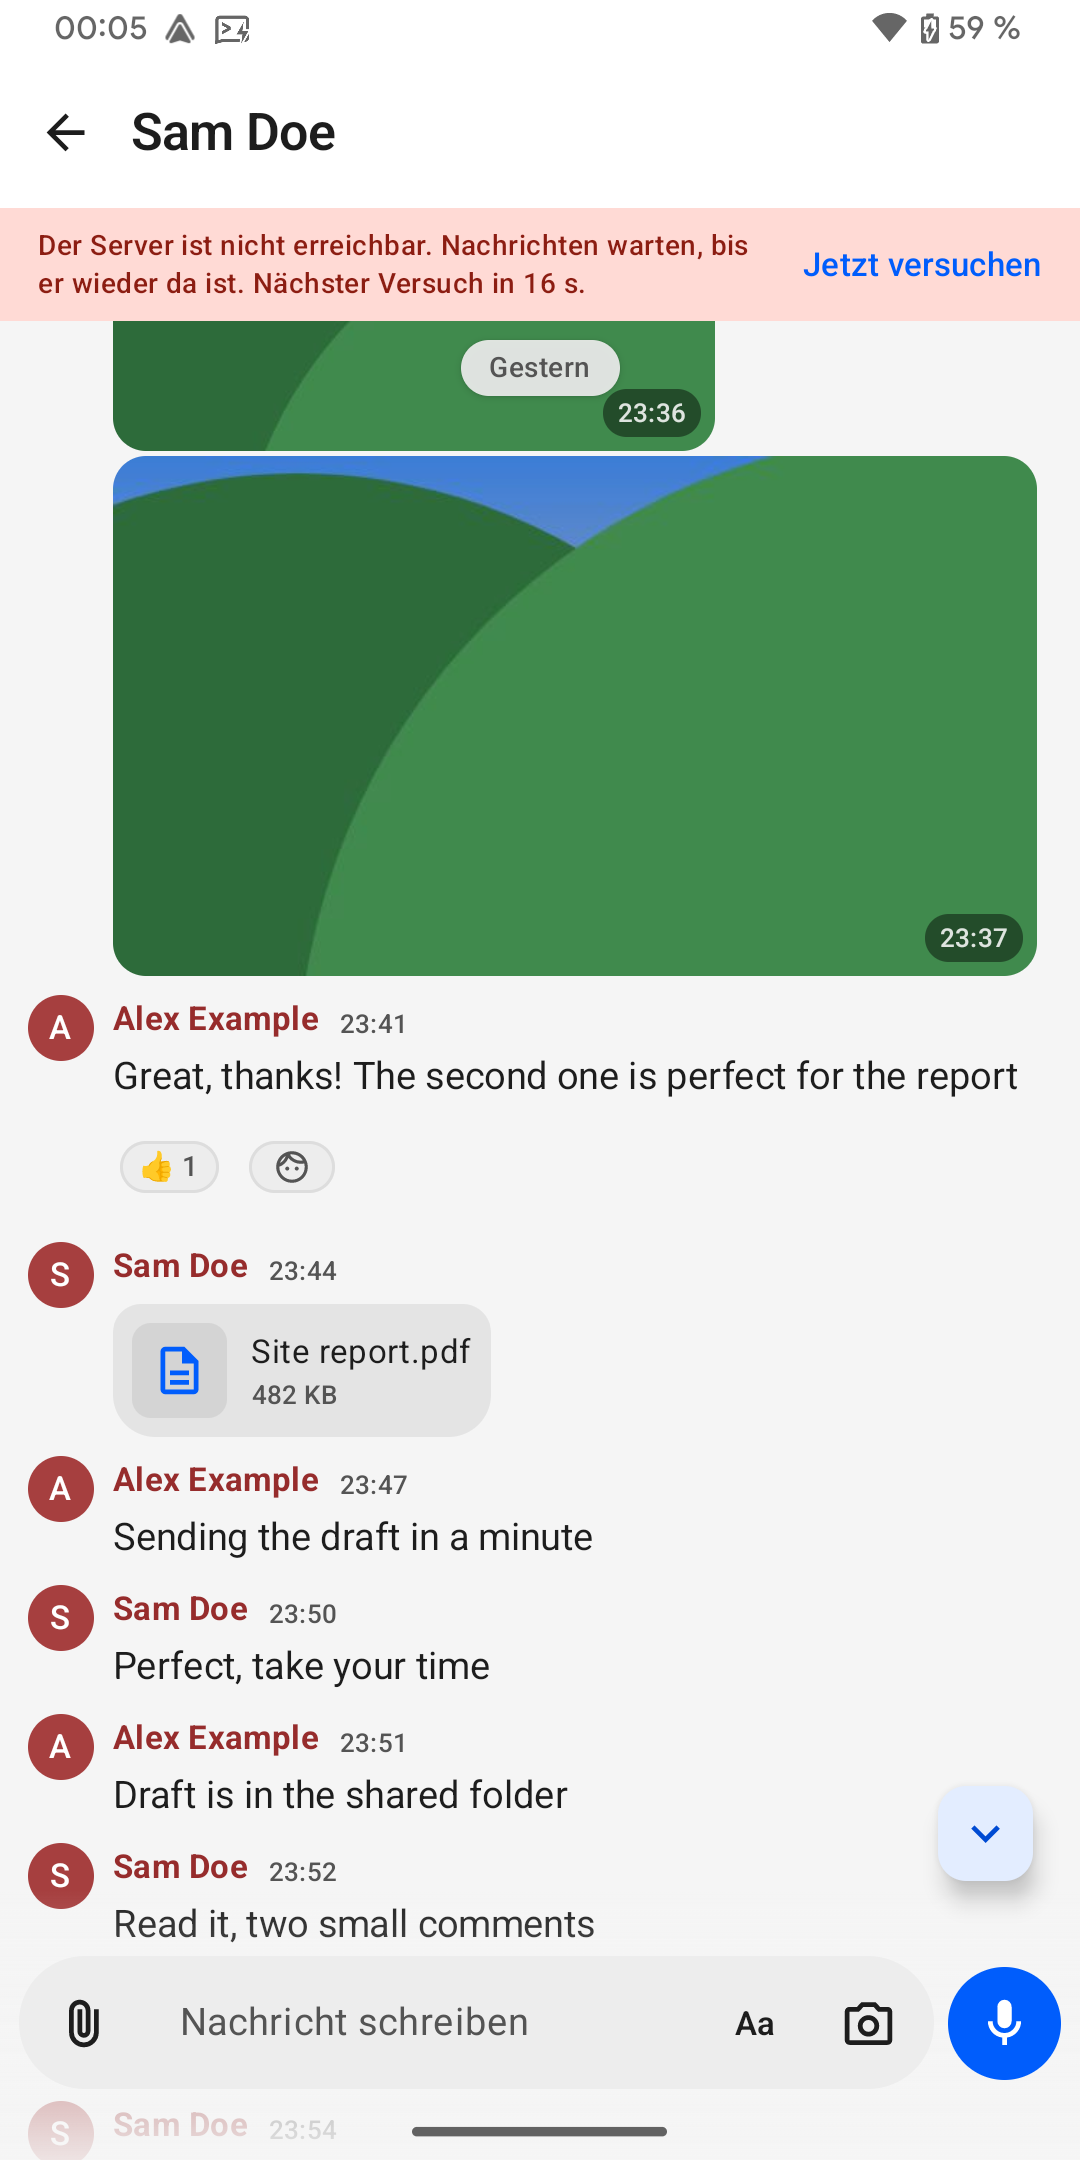 00:05
59 %
Sam Doe
Der Server ist nicht erreichbar. Nachrichten warten, bis
er wieder da ist. Nächster Versuch in 16 s.
Jetzt versuchen
Gestern
23:36
23:37
A
Alex Example 23:41
Great, thanks! The second one is perfect for the report
👍 1
S
Sam Doe 23:44
Site report.pdf
482 KB
A
Alex Example 23:47
Sending the draft in a minute
S
Sam Doe 23:50
Perfect, take your time
A
Alex Example 23:51
Draft is in the shared folder
S
Sam Doe 23:52
Read it, two small comments
Nachricht schreiben
Aa
S
Sam Doe 23:54